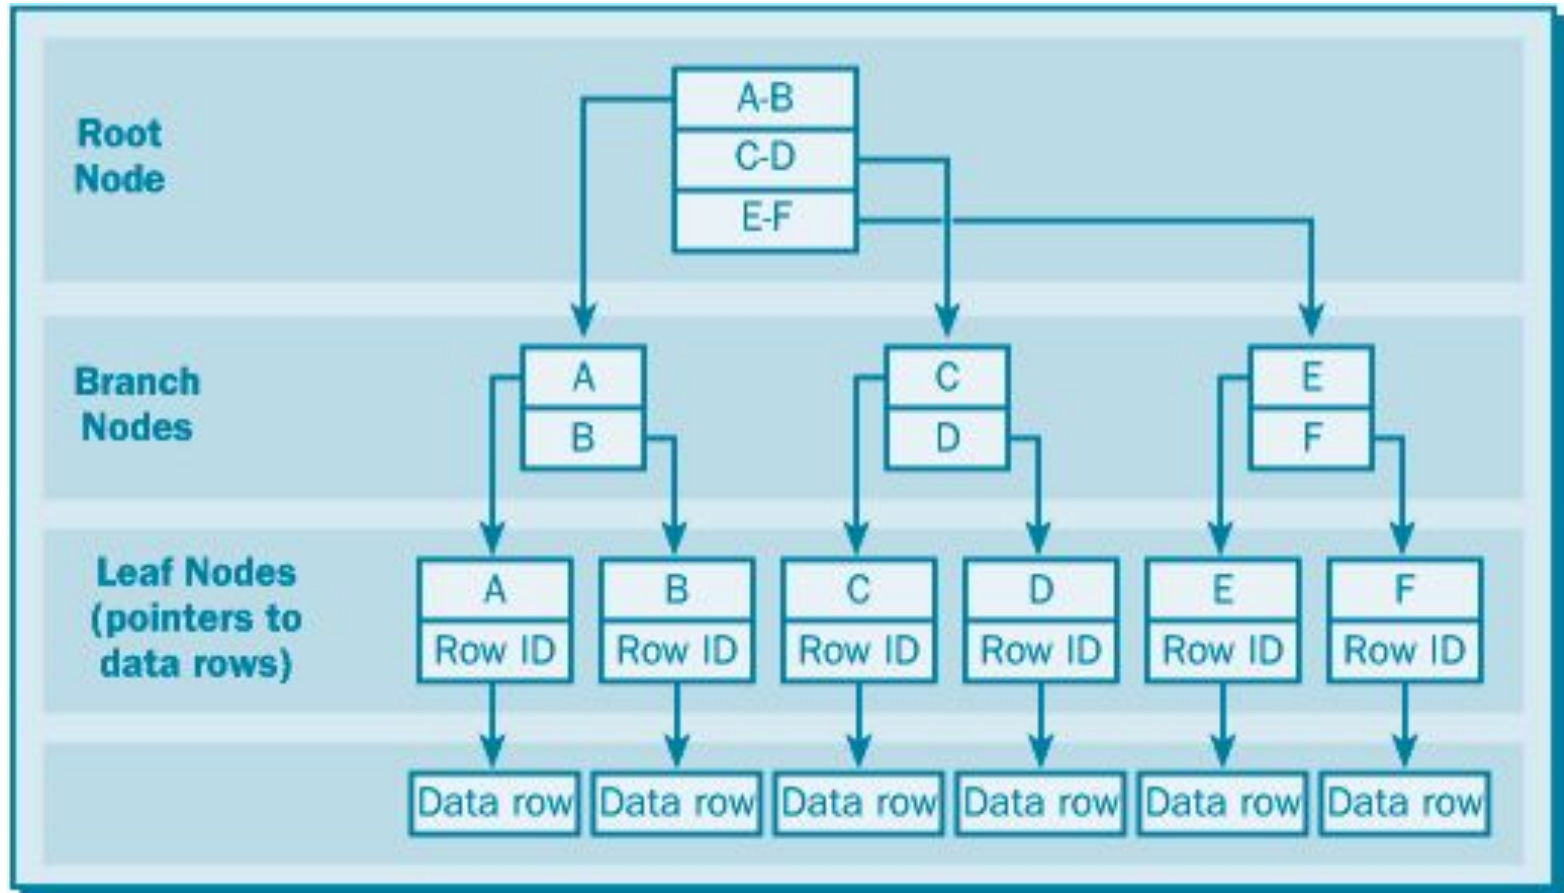 Root
Node
A-B
C-D
E-F
Branch
Nodes
A
B
C
D
E
F
Leaf Nodes
(pointers to
data rows)
A
Row ID
B
Row ID
C
Row ID
D
Row ID
E
Row ID
F
Row ID
Data row
Data row
Data row
Data row
Data row
Data row